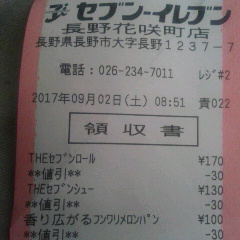 セブン-イレブン
長野花咲町店
長野県長野市大字長野1237-7
電話:026-234-7011 レジ#2
2017年09月02日(土) 08:51 責022
領収書
THEセブンロール ¥170
**値引** -30
THEセブンシュー ¥130
**値引** -30
香り広がるフンワリメロンパン ¥100
**値引** -30